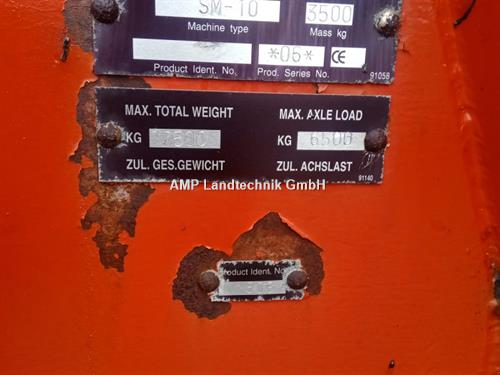 SM-10 3500
Machine type Mass kg
*05* CE
Product Ident. No. Prod. Series No.
91058
MAX. TOTAL WEIGHT MAX. AXLE LOAD
KG KG 6500
ZUL. GES.GEWICHT ZUL. ACHSLAST
91140
AMP Landtechnik GmbH
Product Ident. No.